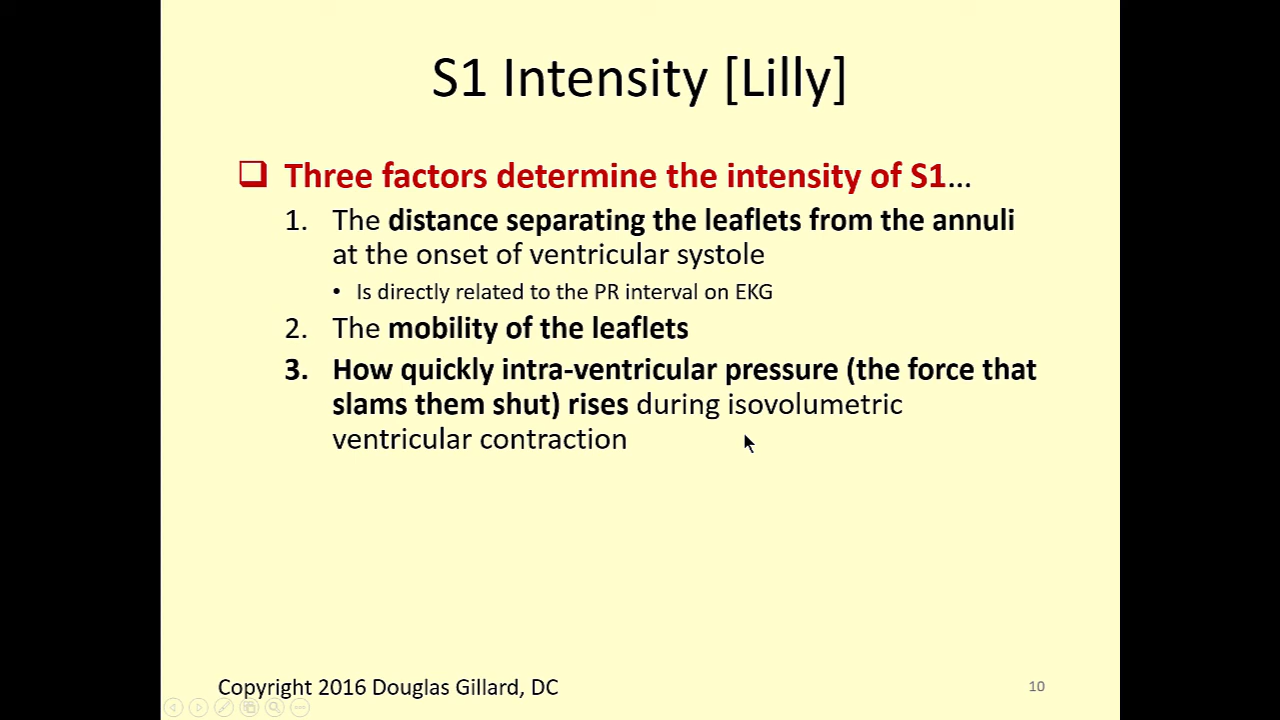 S1 Intensity [Lilly]
Three factors determine the intensity of S1...
1. The distance separating the leaflets from the annuli
at the onset of ventricular systole
• Is directly related to the PR interval on EKG
2. The mobility of the leaflets
3. How quickly intra-ventricular pressure (the force that
slams them shut) rises during isovolumetric
ventricular contraction
Copyright 2016 Douglas Gillard, DC
10